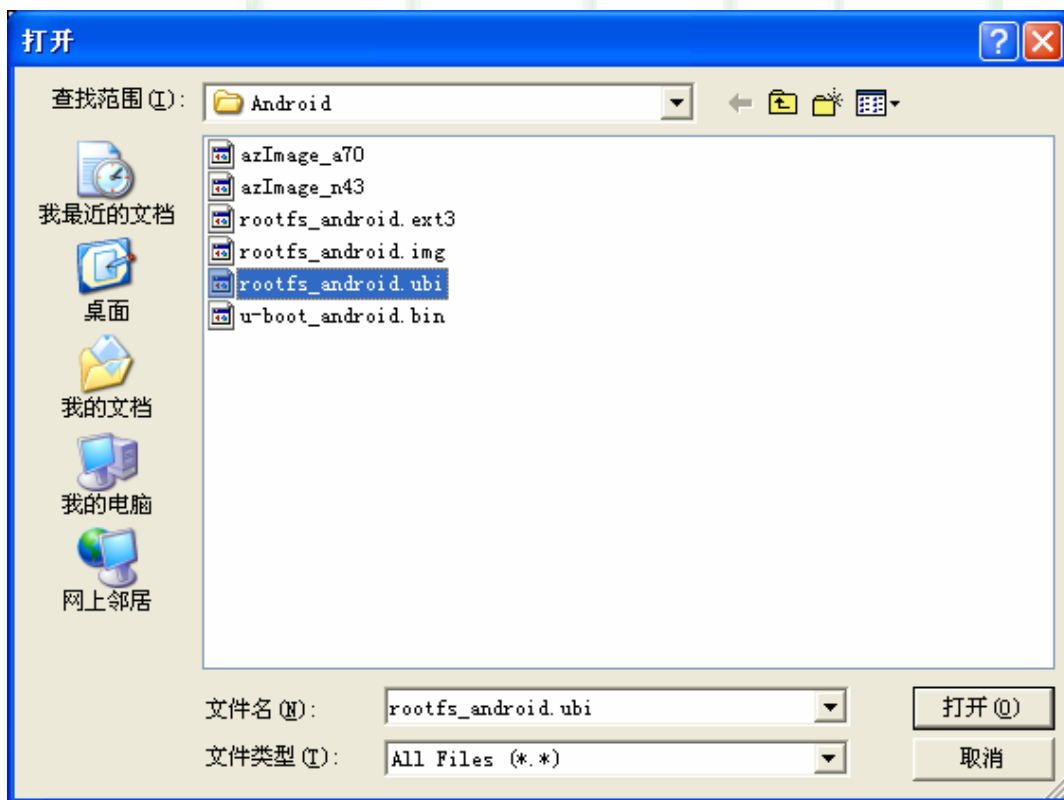 打开
查找范围(I):
Android
azImage_a70
azImage_n43
rootfs_android.ext3
rootfs_android.img
rootfs_android.ubi
u-boot_android.bin
我最近的文档
桌面
我的文档
我的电脑
网上邻居
文件名(N):
rootfs_android.ubi
打开(O)
文件类型(T):
All Files (*.*)
取消